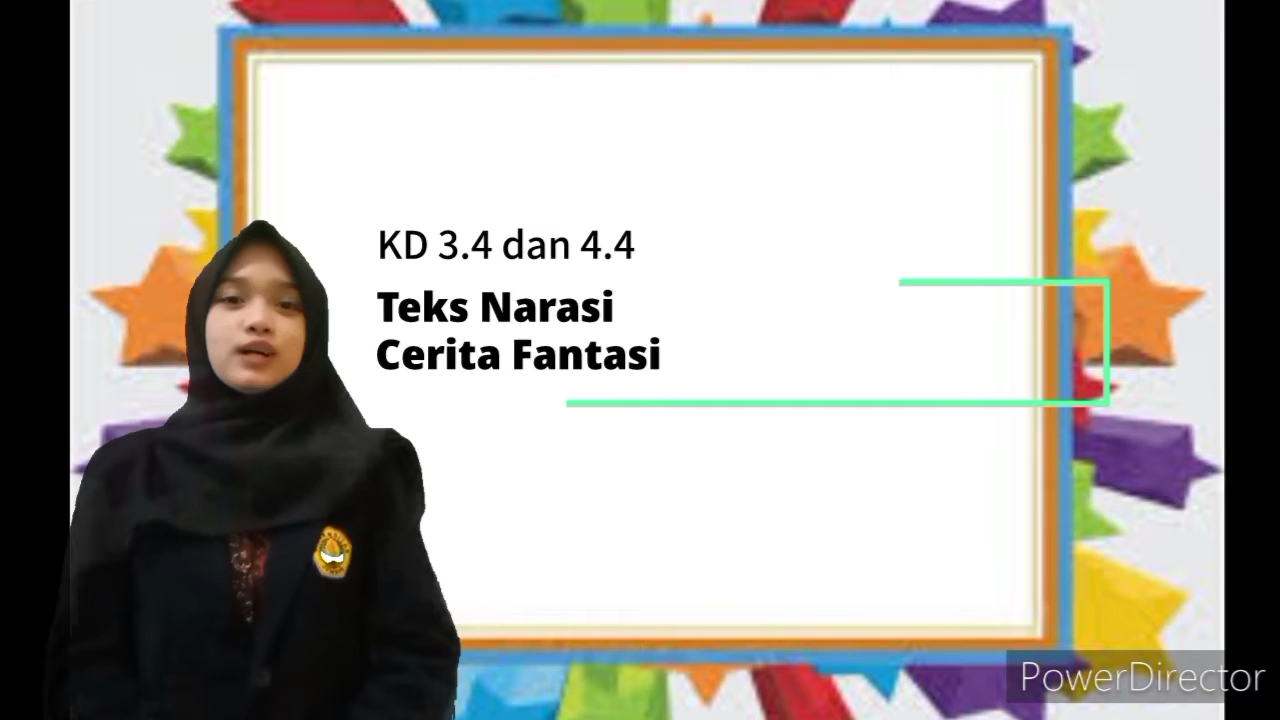 KD 3.4 dan 4.4
Teks Narasi
Cerita Fantasi
PowerDirector